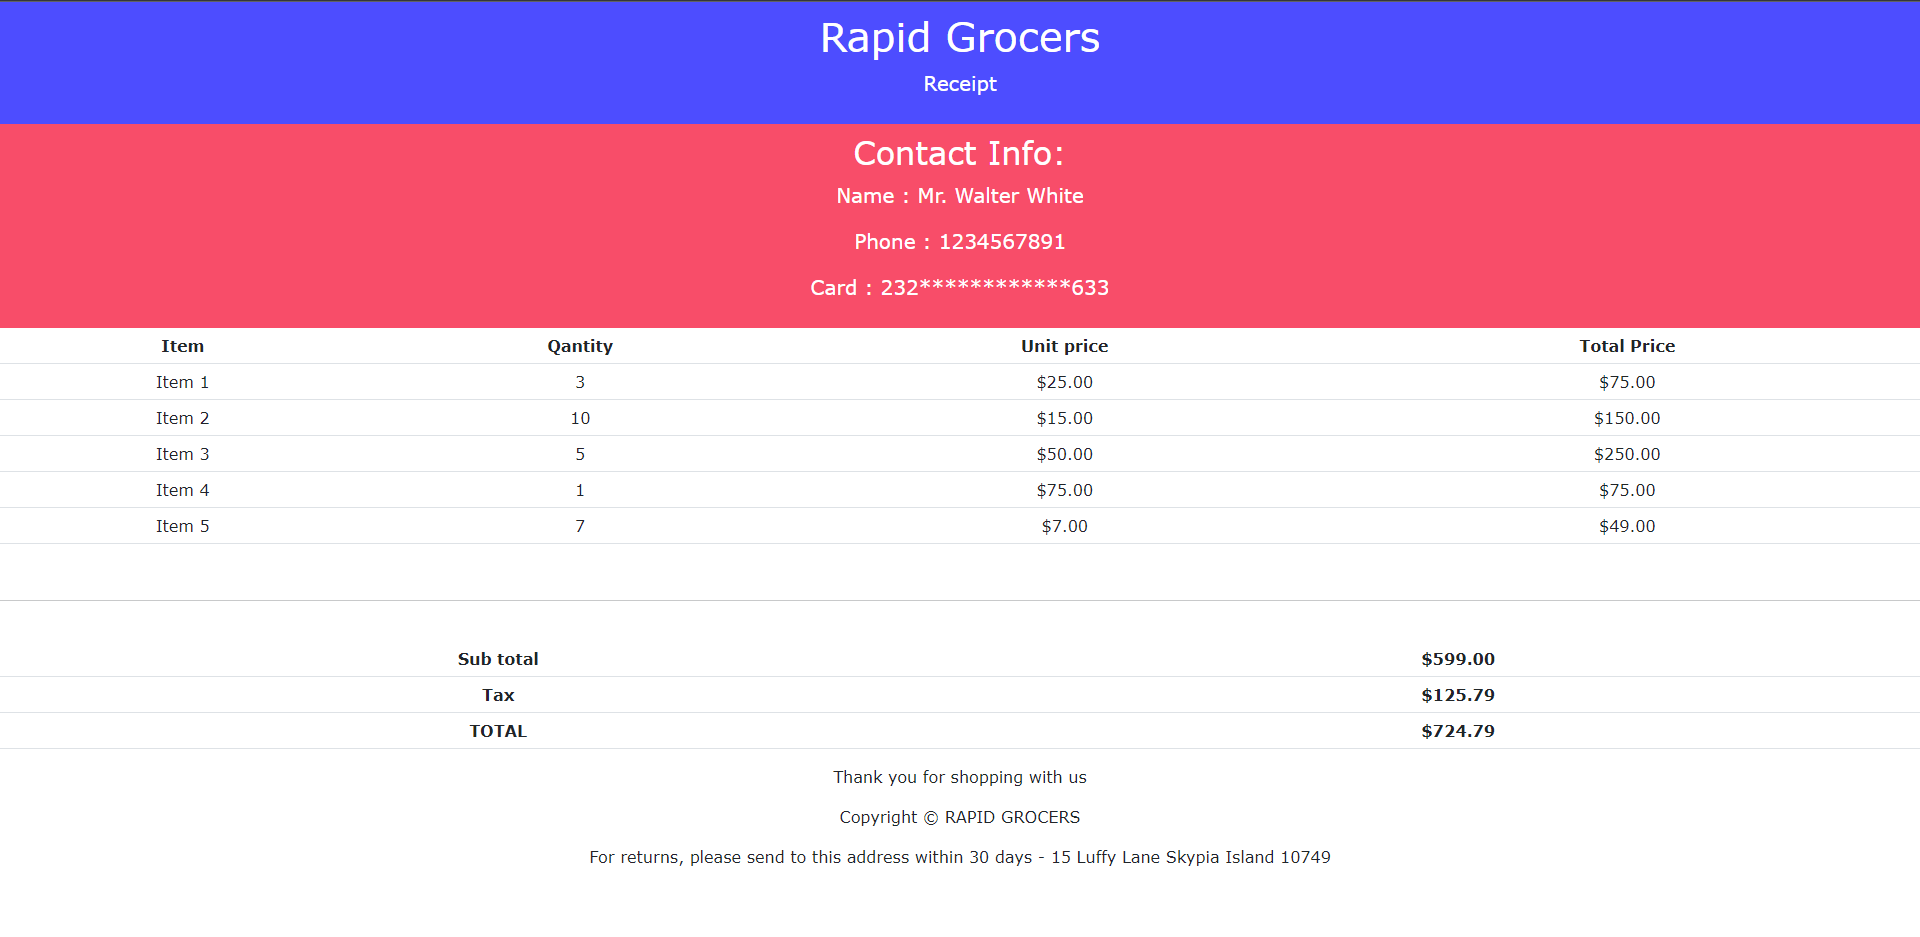 Rapid Grocers
Receipt
Contact Info:
Name : Mr. Walter White
Phone : 1234567891
Card : 232************633
Item Qantity Unit price Total Price
Item 1 3 $25.00 $75.00
Item 2 10 $15.00 $150.00
Item 3 5 $50.00 $250.00
Item 4 1 $75.00 $75.00
Item 5 7 $7.00 $49.00
Sub total $599.00
Tax $125.79
TOTAL $724.79
Thank you for shopping with us
Copyright © RAPID GROCERS
For returns, please send to this address within 30 days - 15 Luffy Lane Skypia Island 10749